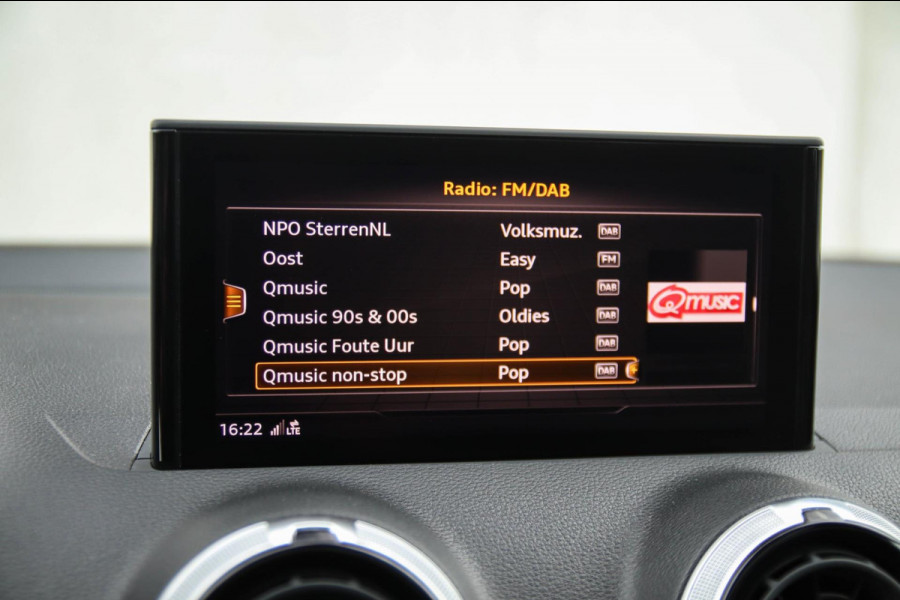 Radio: FM/DAB
NPO SterrenNL Volksmuz. DAB
Oost Easy FM
Qmusic Pop DAB
Qmusic 90s & 00s Oldies DAB
Qmusic Foute Uur Pop DAB
Qmusic non-stop Pop DAB
Qmusic
16:22 LTE